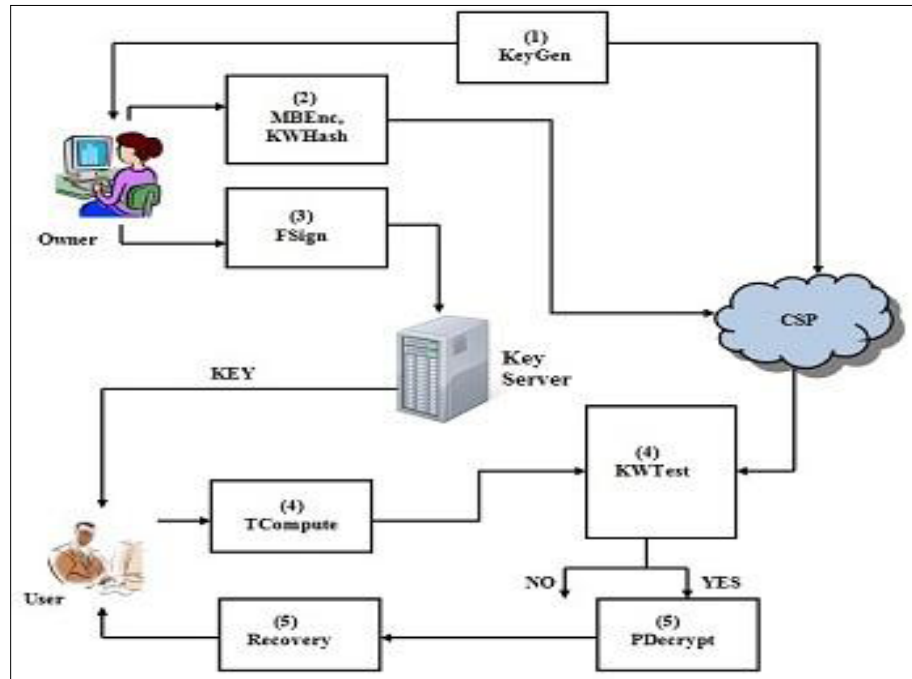 (1)
KeyGen
(2)
MBEnc,
KWHash
(3)
FSign
Owner
CSP
Key
Server
KEY
(4)
KWTest
(4)
TCompute
NO
YES
User
(5)
Recovery
(5)
PDecrypt